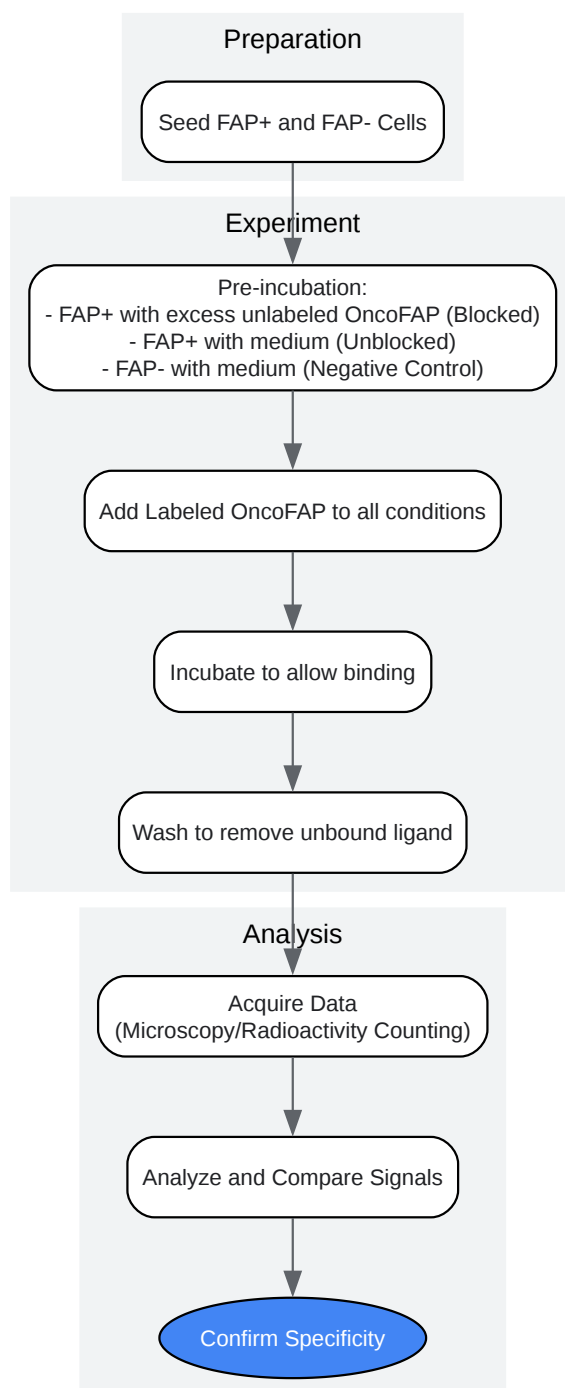 Preparation
Seed FAP+ and FAP- Cells
Experiment
Pre-incubation:
- FAP+ with excess unlabeled OncoFAP (Blocked)
- FAP+ with medium (Unblocked)
- FAP- with medium (Negative Control)
Add Labeled OncoFAP to all conditions
Incubate to allow binding
Wash to remove unbound ligand
Analysis
Acquire Data
(Microscopy/Radioactivity Counting)
Analyze and Compare Signals
Confirm Specificity